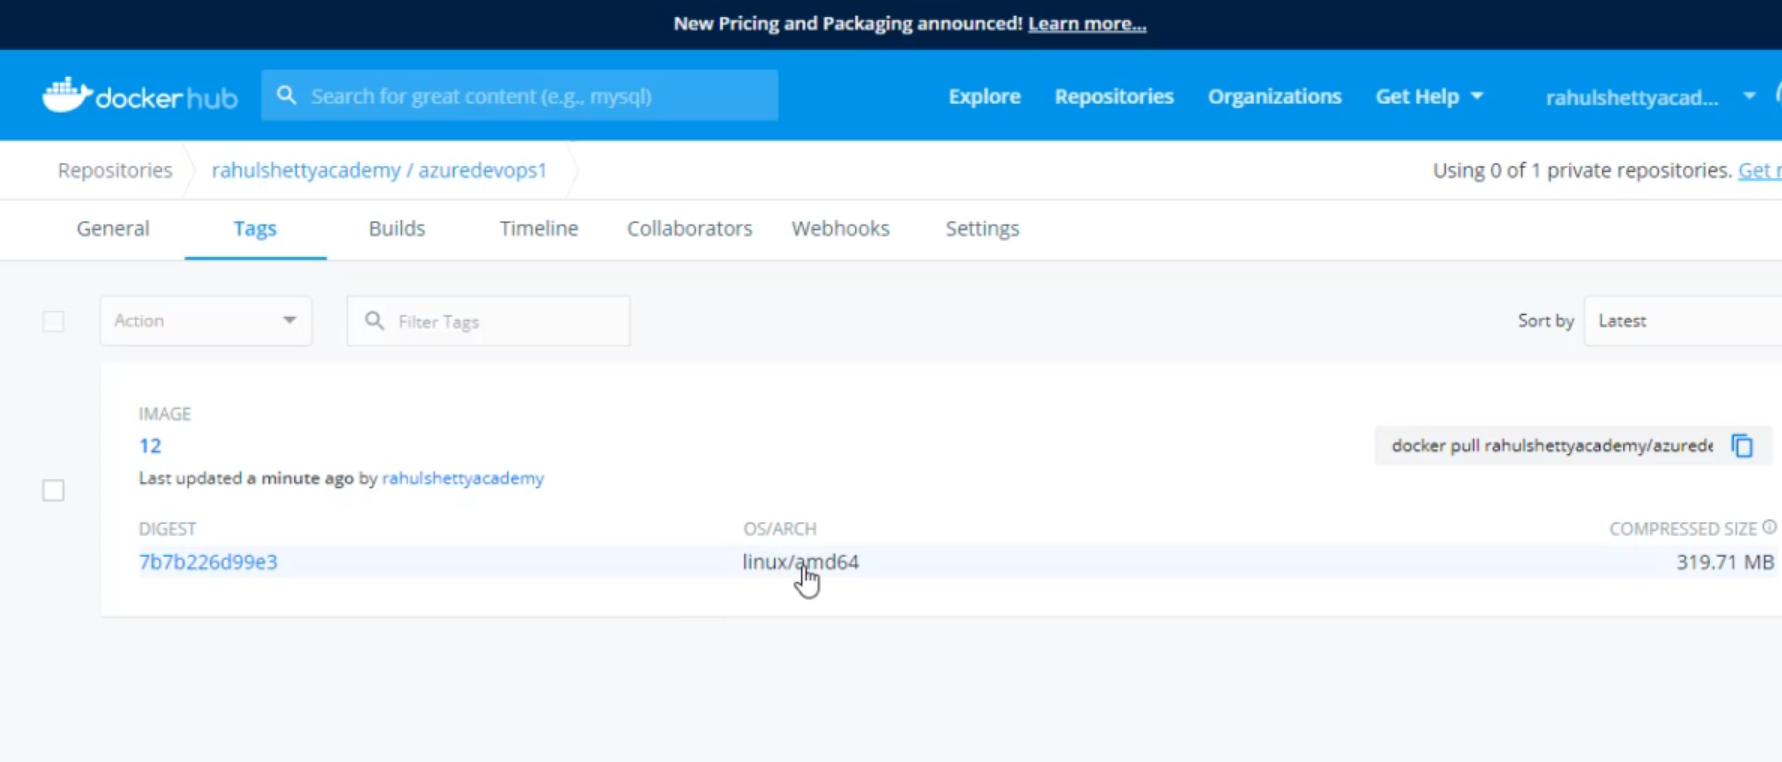 New Pricing and Packaging announced! Learn more...
docker hub
Search for great content (e.g., mysql)
Explore
Repositories
Organizations
Get Help
rahulshettyacad...
Repositories
rahulshettyacademy / azuredevops1
Using 0 of 1 private repositories. Get
General
Tags
Builds
Timeline
Collaborators
Webhooks
Settings
Action
Filter Tags
Sort by
Latest
IMAGE
12
docker pull rahulshettyacademy/azurede
Last updated a minute ago by rahulshettyacademy
DIGEST
OS/ARCH
COMPRESSED SIZE
7b7b226d99e3
linux/amd64
319.71 MB